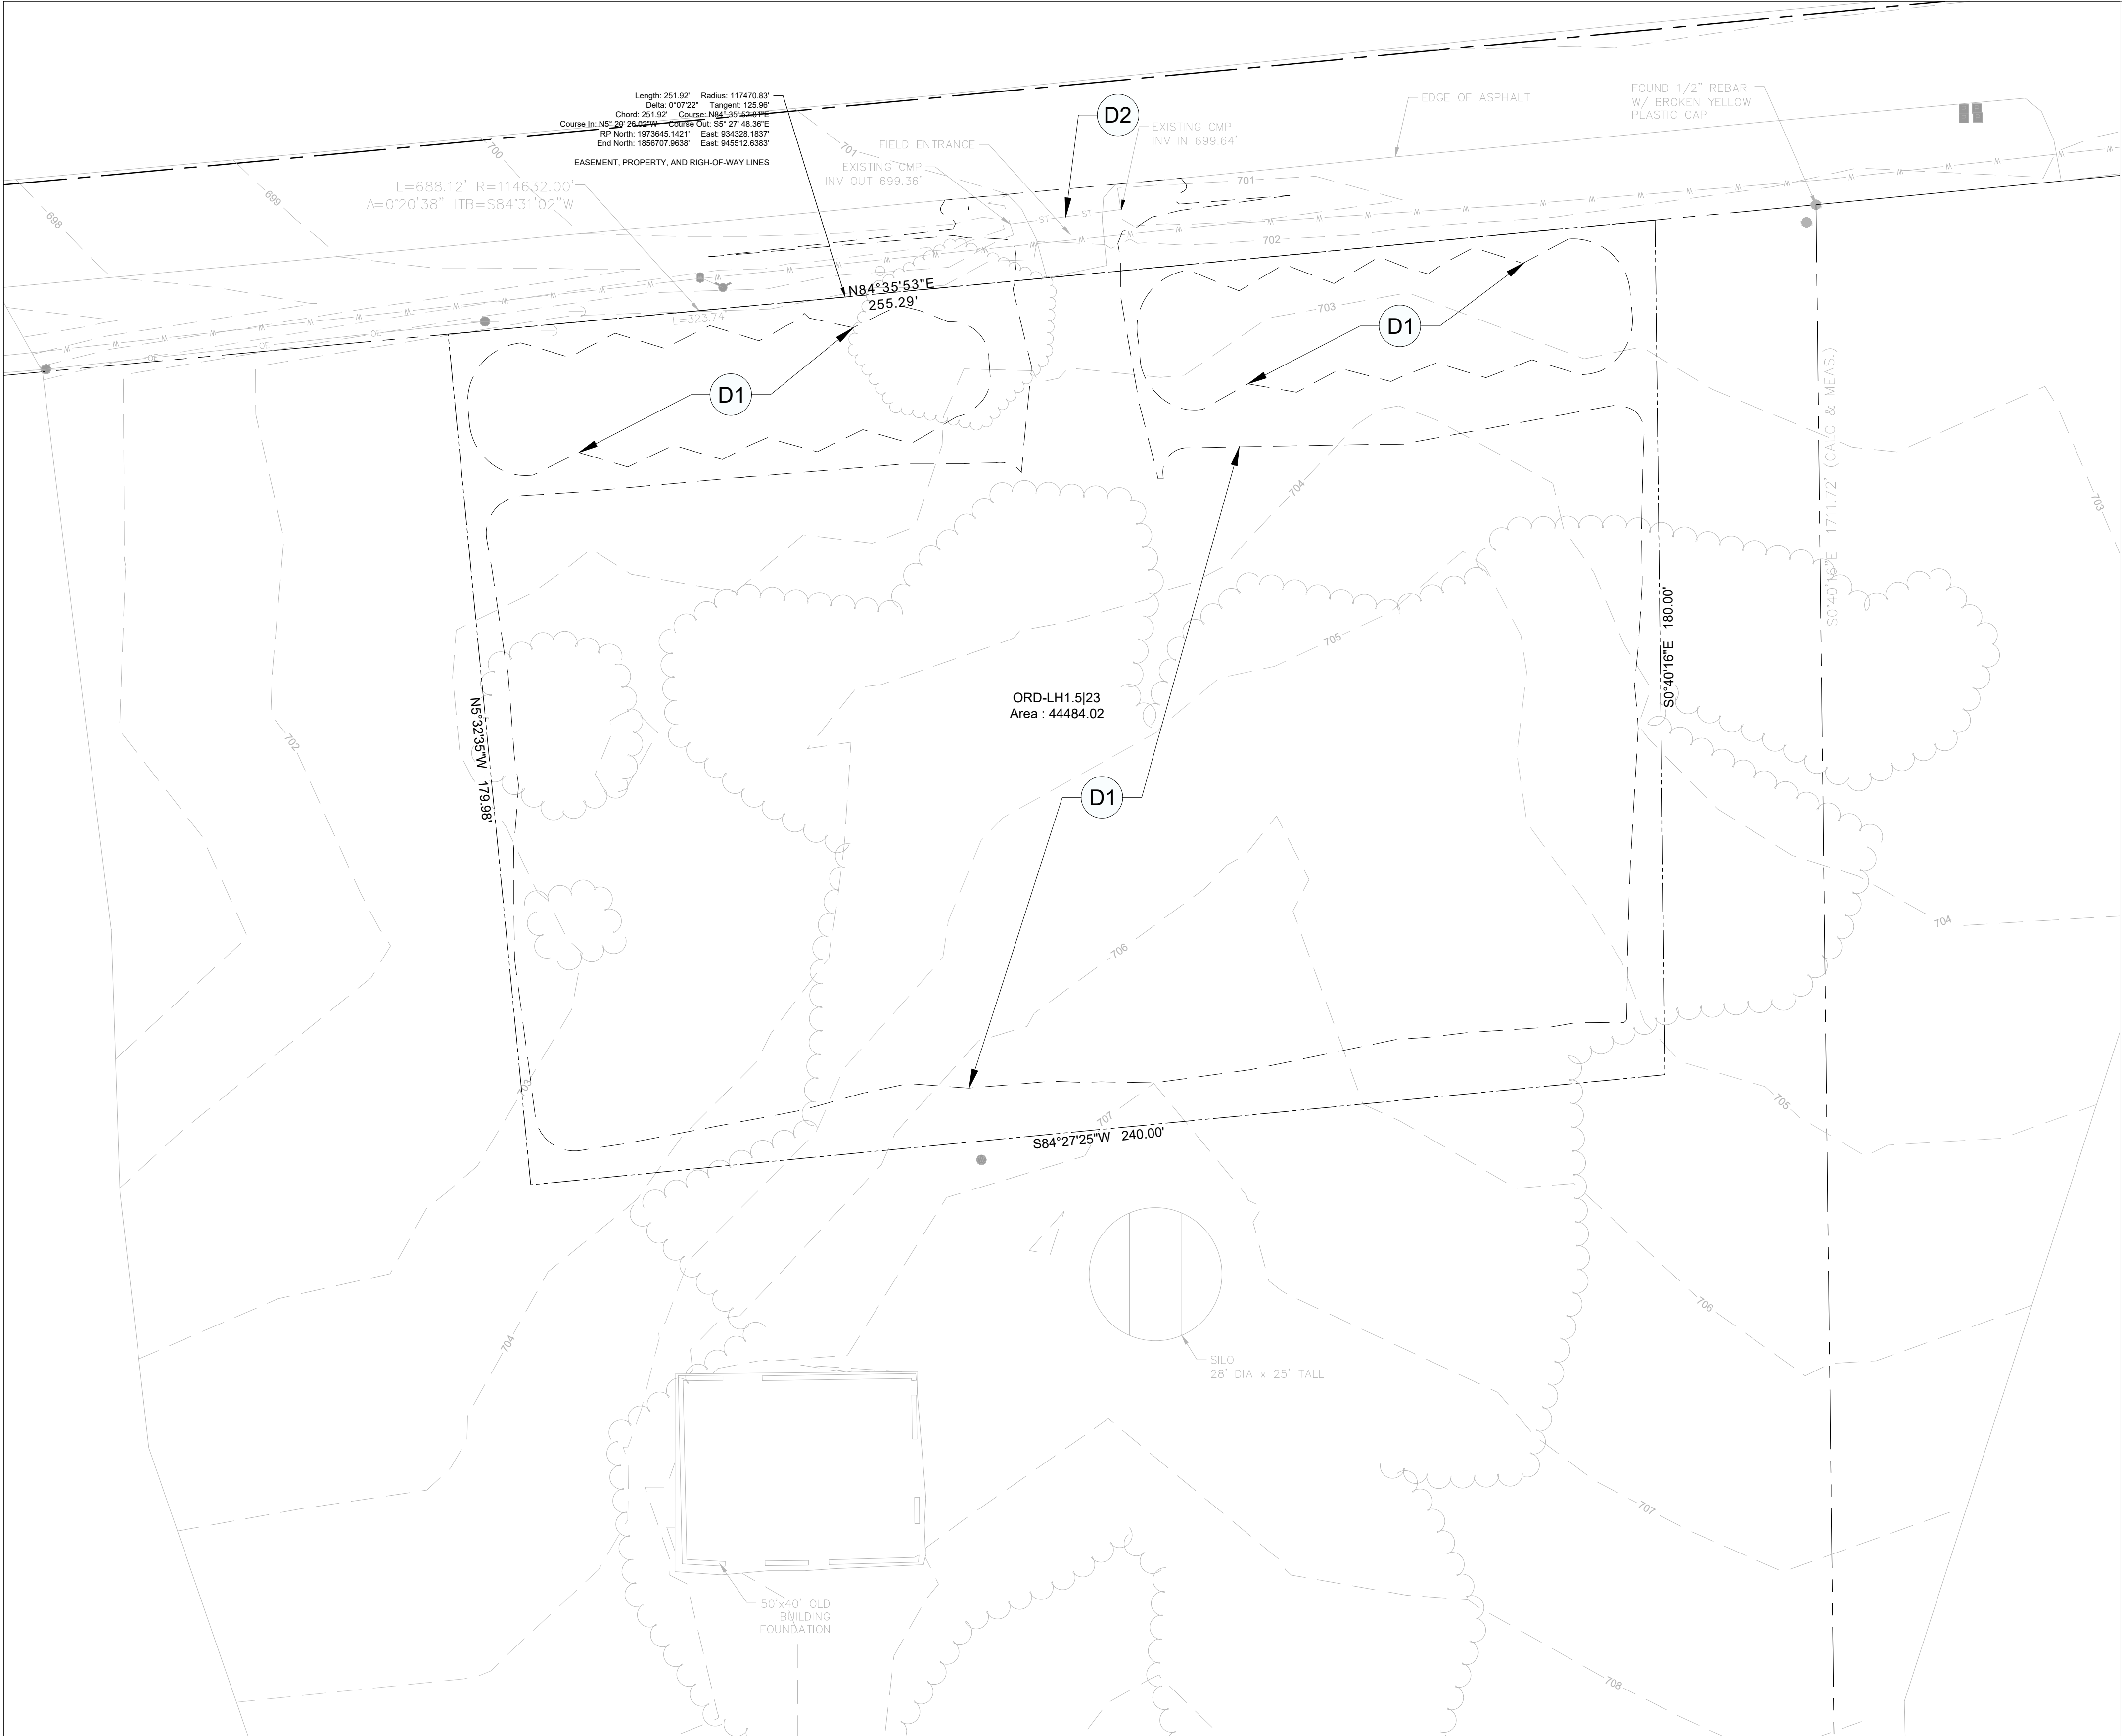 Length: 251.92' Radius: 117470.83'
Delta: 0°07'22" Tangent: 125.96'
Chord: 251.92' Course: N84° 35' 52.81"E
Course In: N5° 20' 26.02"W Course Out: S5° 27' 48.36"E
RP North: 1973645.1421' East: 934328.1837'
End North: 1856707.9638' East: 945512.6383'
EASEMENT, PROPERTY, AND RIGH-OF-WAY LINES
D2
EDGE OF ASPHALT
FOUND 1/2" REBAR
W/ BROKEN YELLOW
PLASTIC CAP
EXISTING CMP
INV IN 699.64'
FIELD ENTRANCE
EXISTING CMP
INV OUT 699.36'
700
701
L=688.12' R=114632.00'
Δ=0°20'38" ITB=S84°31'02"W
698
699
701
702
ST
ST
W W W W W W W W W W W W W W W W W W W W W W W W W W
OE
OE
OE
N84°35'53"E
255.29'
L=323.74'
703
D1
D1
S0°40'16"E 1711.72' (CALC & MEAS.)
703
704
705
S0°40'16"E 180.00'
N5°32'35"W 179.98'
702
ORD-LH1.5|23
Area : 44484.02
D1
704
706
703
705
707
S84°27'25"W 240.00'
706
704
SILO
28' DIA x 25' TALL
707
50'x40' OLD
BUILDING
FOUNDATION
708